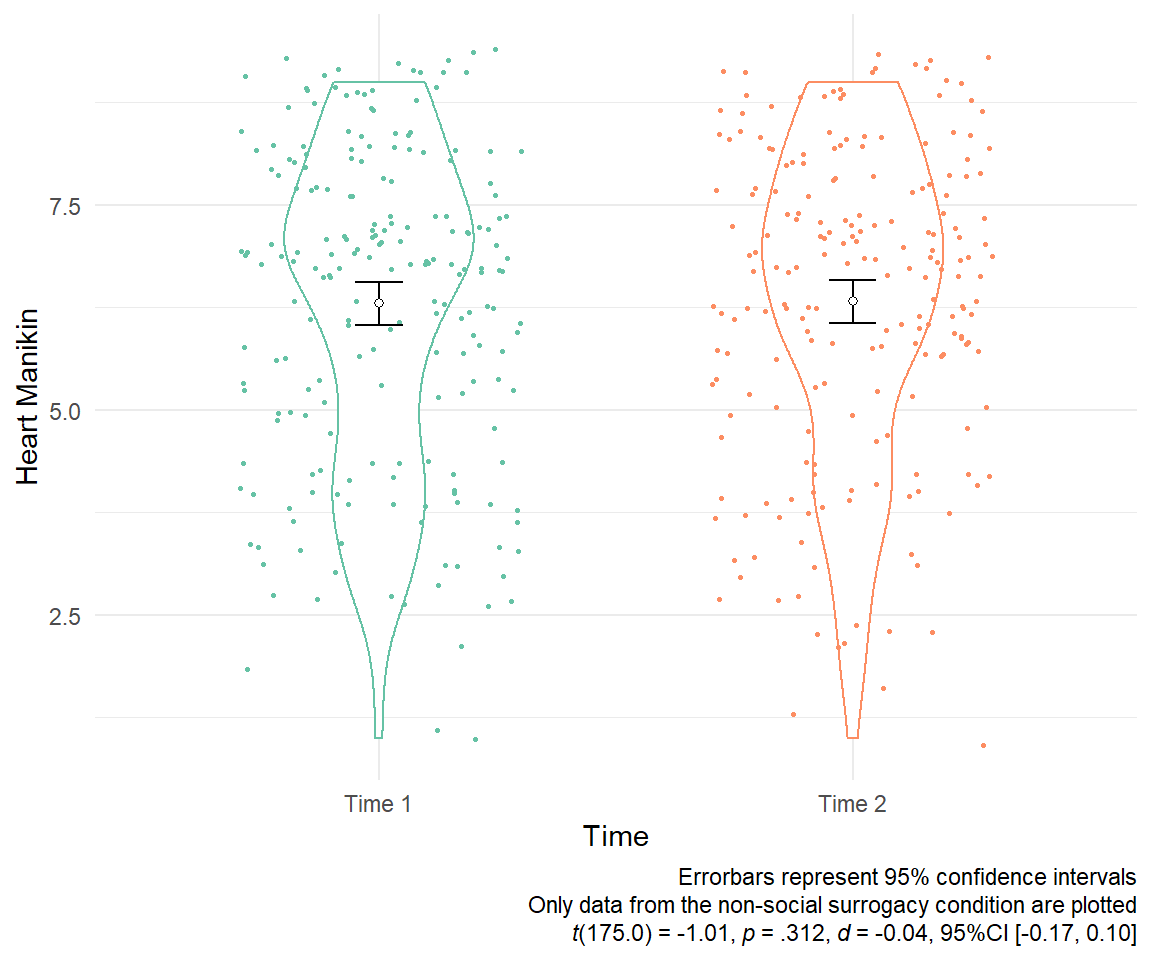 Heart Manikin
7.5
5.0
2.5
Time 1
Time 2
Time
Errorbars represent 95% confidence intervals
Only data from the non-social surrogacy condition are plotted
t(175.0) = -1.01, p = .312, d = -0.04, 95%CI [-0.17, 0.10]